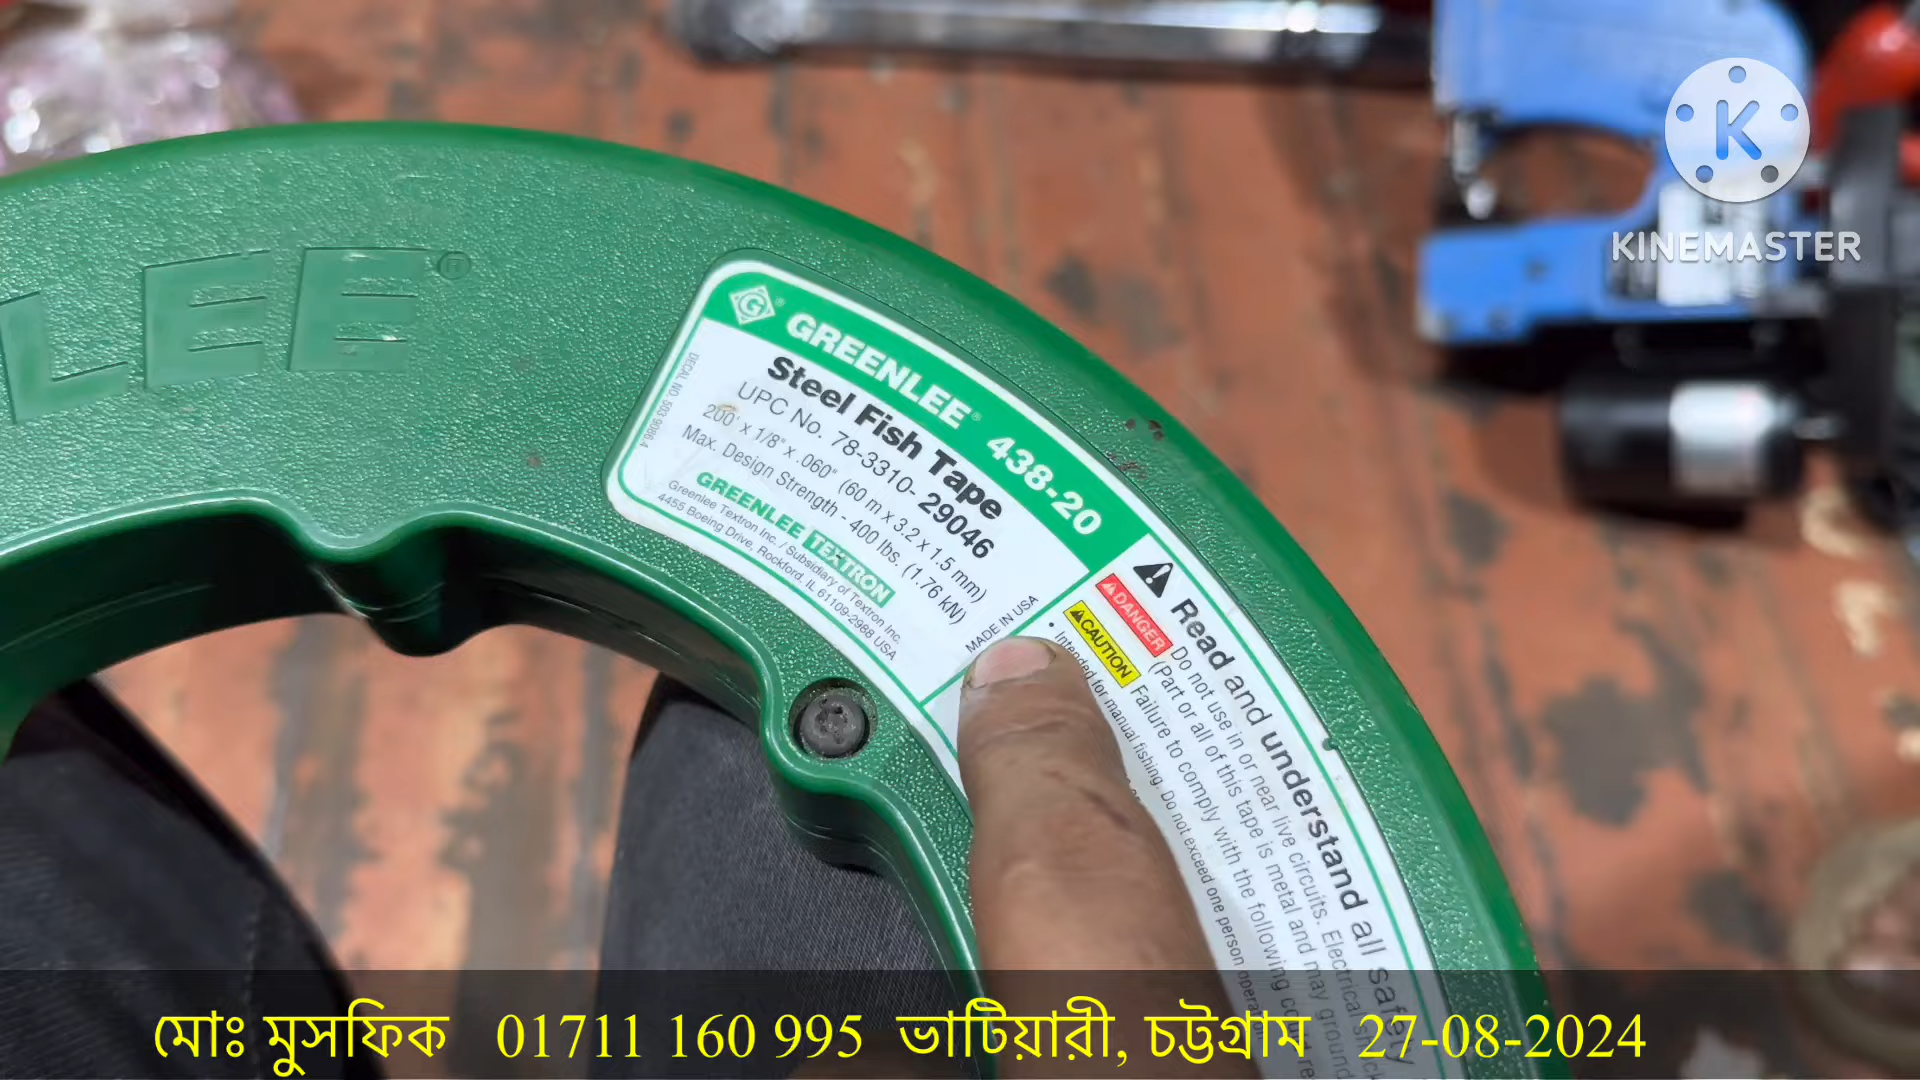 K
KINEMASTER
LEE®
G®
GREENLEE® 438-20
Steel Fish Tape
UPC No. 78-3310- 29046
200' x 1/8" x .060" (60 m x 3.2 x 1.5 mm)
Max. Design Strength - 400 lbs. (1.76 kN)
GREENLEE TEXTRON
Greenlee Textron Inc. / Subsidiary of Textron Inc.
4455 Boeing Drive, Rockford, IL 61109-2988 USA
DECAL NO. 503 9086.4
MADE IN USA
Read and understand all safety
DANGER Do not use in or near live circuits. Electrical
(Part or all of this tape is metal and may ground
CAUTION Failure to comply with the following
• Intended for manual fishing. Do not exceed one person
মোঃ মুসফিক 01711 160 995 ভাটিয়ারী, চট্টগ্রাম 27-08-2024